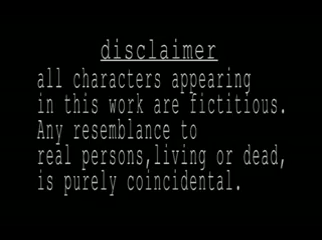 disclaimer
all characters appearing
in this work are fictitious.
Any resemblance to
real persons,living or dead,
is purely coincidental.